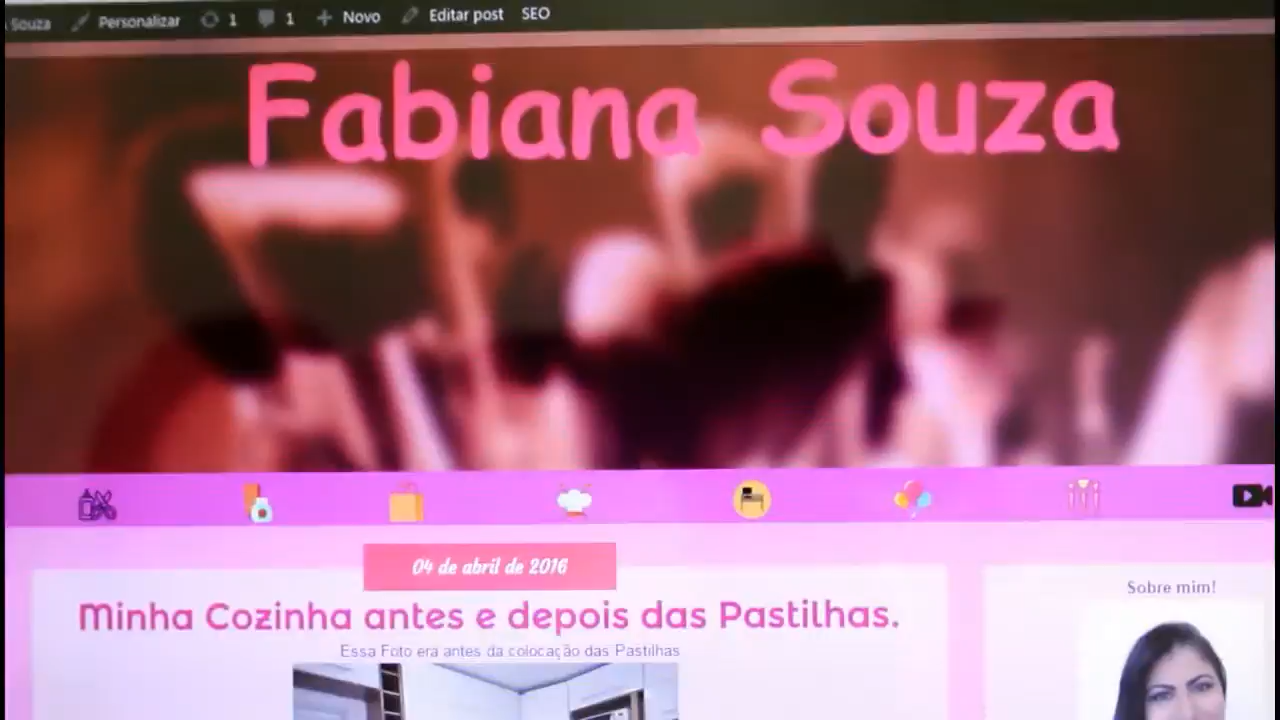 Souza Personalizar 1 1 Novo Editar post SEO
Fabiana Souza
04 de abril de 2016
Minha Cozinha antes e depois das Pastilhas.
Essa Foto era antes da colocação das Pastilhas
Sobre mim!